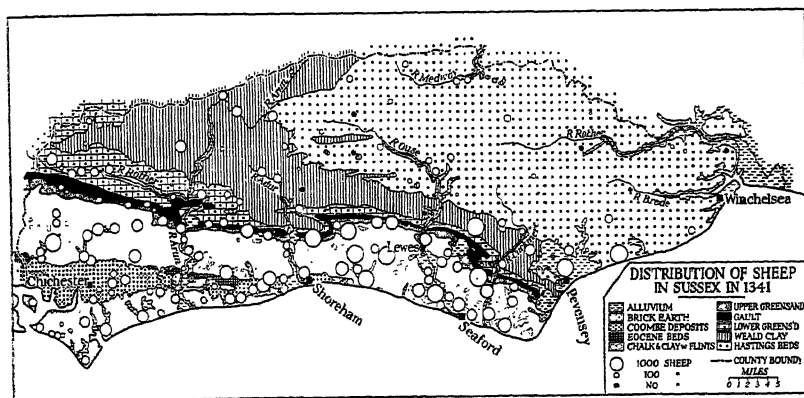 R Medway
R Arun
R Rother
R Ouse
R Rother
R Adur
R Brede
Winchelsea
R Arun
Lewes
Chichester
Shoreham
Seaford
Pevensey
DISTRIBUTION OF SHEEP
IN SUSSEX IN 1341
ALLUVIUM
BRICK EARTH
COOMBE DEPOSITS
EOCENE BEDS
CHALK & CLAY w FLINTS
UPPER GREENSAND
GAULT
LOWER GREENS'D
WEALD CLAY
HASTINGS BEDS
1000 SHEEP
100 "
No "
COUNTY BOUNDY
MILES
0 1 2 3 4 5